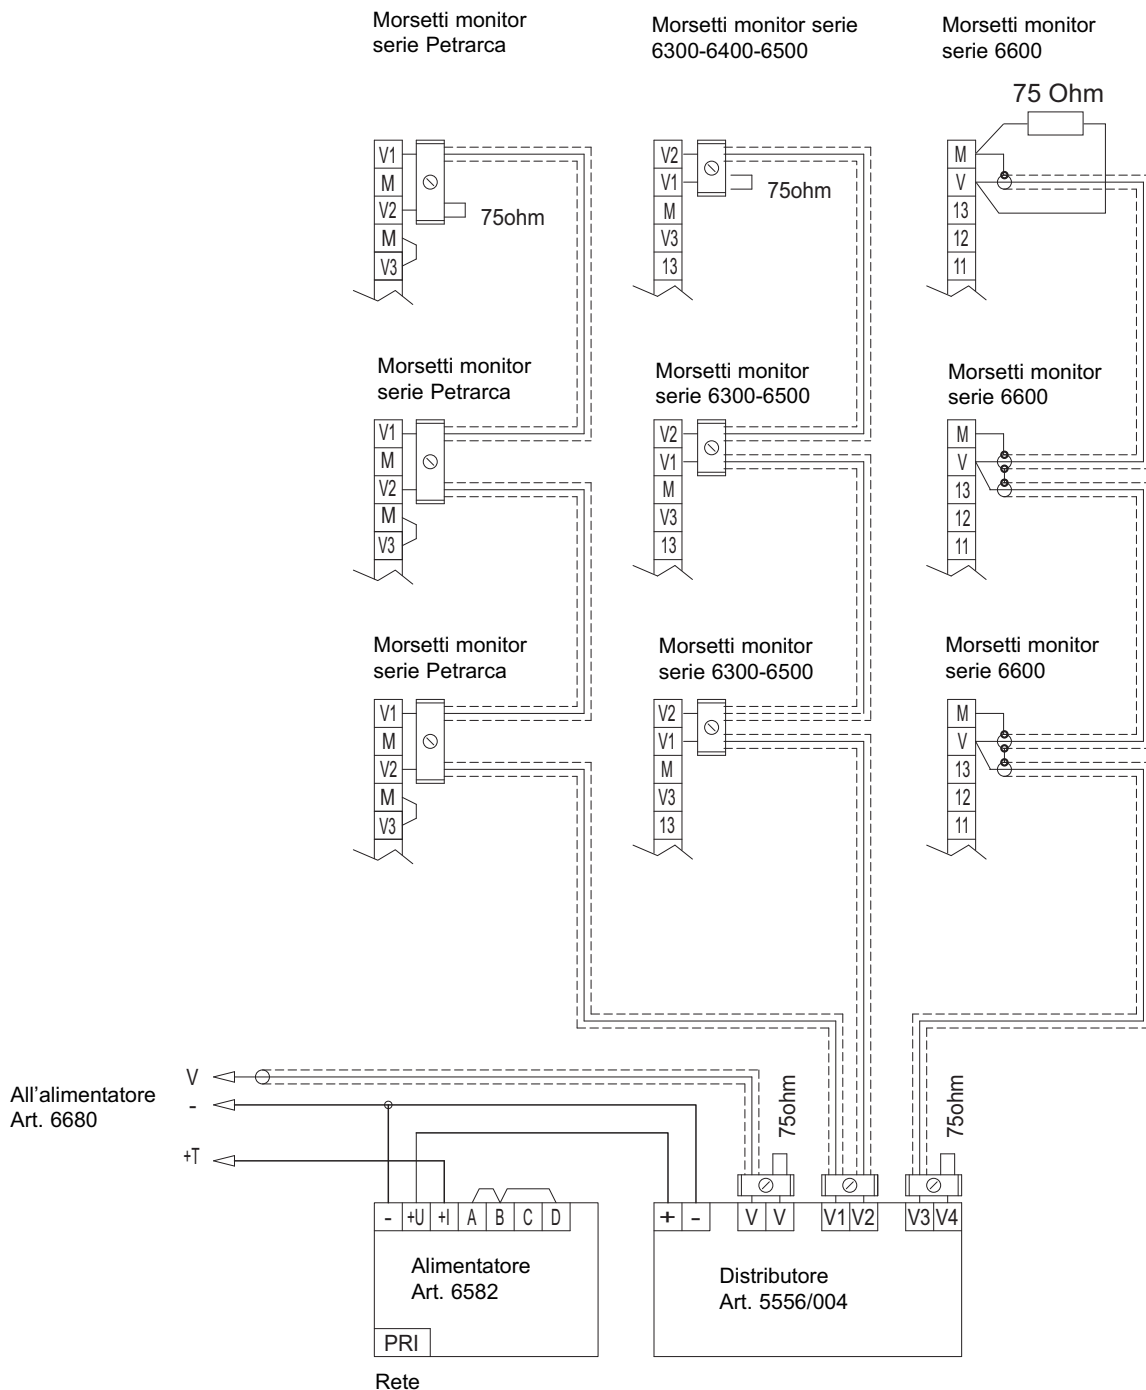 Morsetti monitor
serie Petrarca
Morsetti monitor serie
6300-6400-6500
Morsetti monitor
serie 6600
75 Ohm
V1
M
V2
M
V3
75ohm
V2
V1
M
V3
13
75ohm
M
V
13
12
11
Morsetti monitor
serie Petrarca
Morsetti monitor
serie 6300-6500
Morsetti monitor
serie 6600
V1
M
V2
M
V3
V2
V1
M
V3
13
M
V
13
12
11
Morsetti monitor
serie Petrarca
Morsetti monitor
serie 6300-6500
Morsetti monitor
serie 6600
V1
M
V2
M
V3
V2
V1
M
V3
13
M
V
13
12
11
All'alimentatore
Art. 6680
V
-
+T
75ohm
75ohm
- +U +I A B C D
+ - V V V1 V2 V3 V4
Alimentatore
Art. 6582
PRI
Rete
Distributore
Art. 5556/004